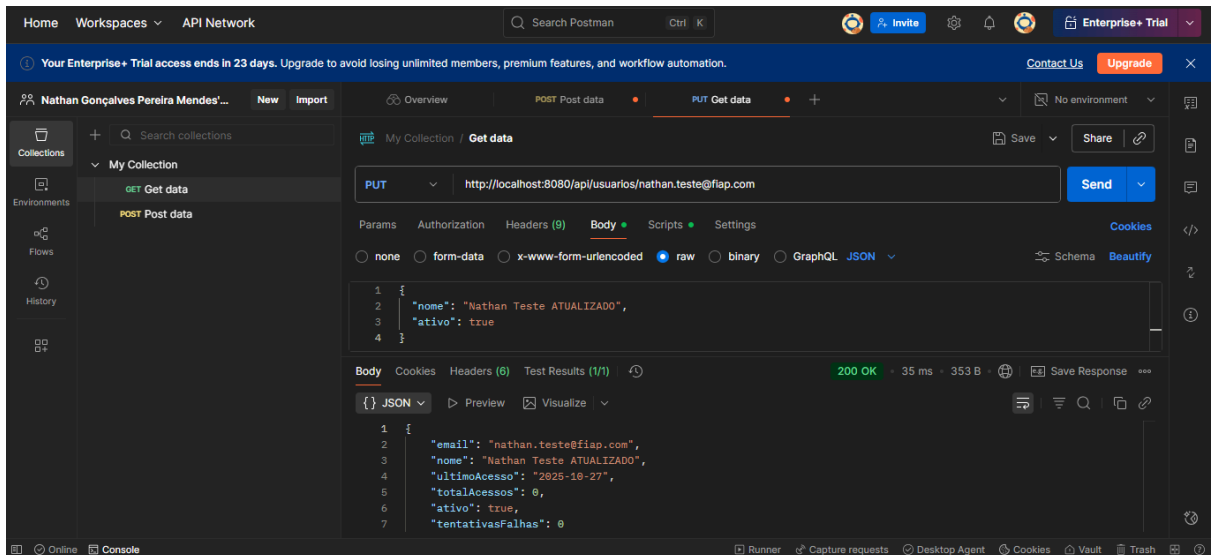 Home Workspaces API Network Search Postman Ctrl K Invite Enterprise+ Trial
Your Enterprise+ Trial access ends in 23 days. Upgrade to avoid losing unlimited members, premium features, and workflow automation. Contact Us Upgrade
Nathan Gonçalves Pereira Mendes'... New Import Overview POST Post data PUT Get data No environment
Collections
Search collections
HTTP My Collection / Get data Save Share
My Collection
GET Get data
POST Post data
Environments
Flows
History
PUT http://localhost:8080/api/usuarios/nathan.teste@fiap.com Send
Params Authorization Headers (9) Body Scripts Settings Cookies
none form-data x-www-form-urlencoded raw binary GraphQL JSON Schema Beautify
1 {
2 "nome": "Nathan Teste ATUALIZADO",
3 "ativo": true
4 }
Body Cookies Headers (6) Test Results (1/1) 200 OK 35 ms 353 B Save Response
{} JSON Preview Visualize
1 {
2 "email": "nathan.teste@fiap.com",
3 "nome": "Nathan Teste ATUALIZADO",
4 "ultimoAcesso": "2025-10-27",
5 "totalAcessos": 0,
6 "ativo": true,
7 "tentativasFalhas": 0
Online Console Runner Capture requests Desktop Agent Cookies Vault Trash